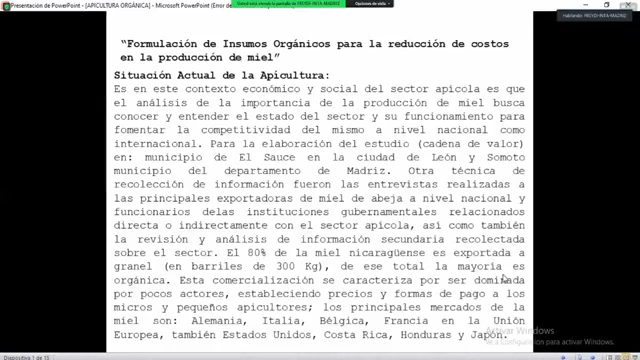 Presentación de PowerPoint - [APICULTURA ORGÁNICA] - Microsoft PowerPoint (Error de
Opciones de vista
Hablando: REYDI-INTA-MADRIZ
"Formulación de Insumos Orgánicos para la reducción de costos
en la producción de miel"
Situación Actual de la Apicultura:
Es en este contexto económico y social del sector apícola es que
el análisis de la importancia de la producción de miel busca
conocer y entender el estado del sector y su funcionamiento para
fomentar la competitividad del mismo a nivel nacional como
internacional. Para la elaboración del estudio (cadena de valor)
en: municipio de El Sauce en la ciudad de León y Somoto
municipio del departamento de Madriz. Otra técnica de
recolección de información fueron las entrevistas realizadas a
las principales exportadoras de miel de abeja a nivel nacional y
funcionarios delas instituciones gubernamentales relacionados
directa o indirectamente con el sector apícola, así como también
la revisión y análisis de información secundaria recolectada
sobre el sector. El 80% de la miel nicaragüense es exportada a
granel (en barriles de 300 Kg), de ese total la mayoría es
orgánica. Esta comercialización se caracteriza por ser dominada
por pocos actores, estableciendo precios y formas de pago a los
micros y pequeños apicultores; los principales mercados de la
miel son: Alemania, Italia, Bélgica, Francia en la Unión
Europea, también Estados Unidos, Costa Rica, Honduras y Japón.
Activar Windows
Ve a Configuración para activar Windows.
Diapositiva 1 de 15